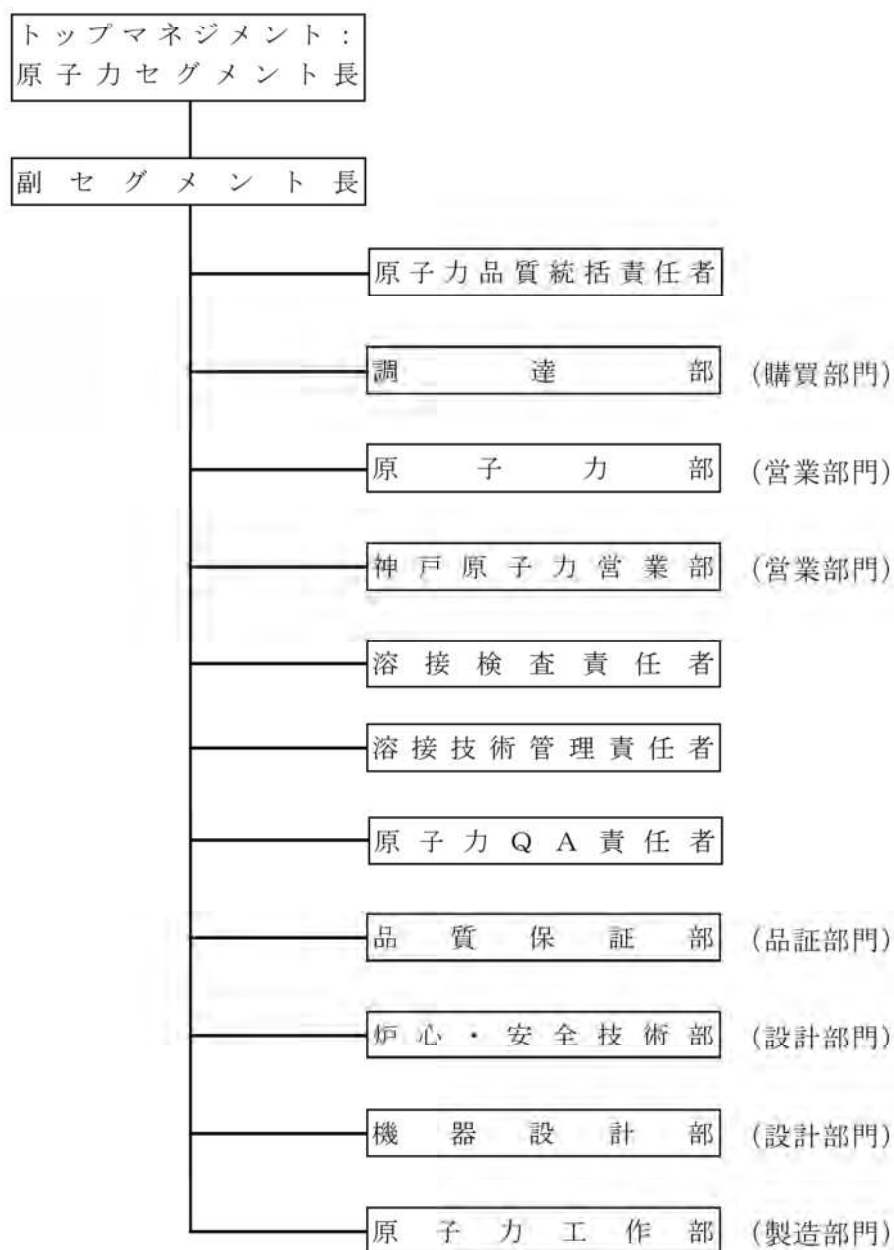 トップマネジメント：
原子力セグメント長
副セグメント長
原子力品質統括責任者
調達部 (購買部門)
原子力部 (営業部門)
神戸原子力営業部 (営業部門)
溶接検査責任者
溶接技術管理責任者
原子力QA責任者
品質保証部 (品証部門)
炉心・安全技術部 (設計部門)
機器設計部 (設計部門)
原子力工作部 (製造部門)